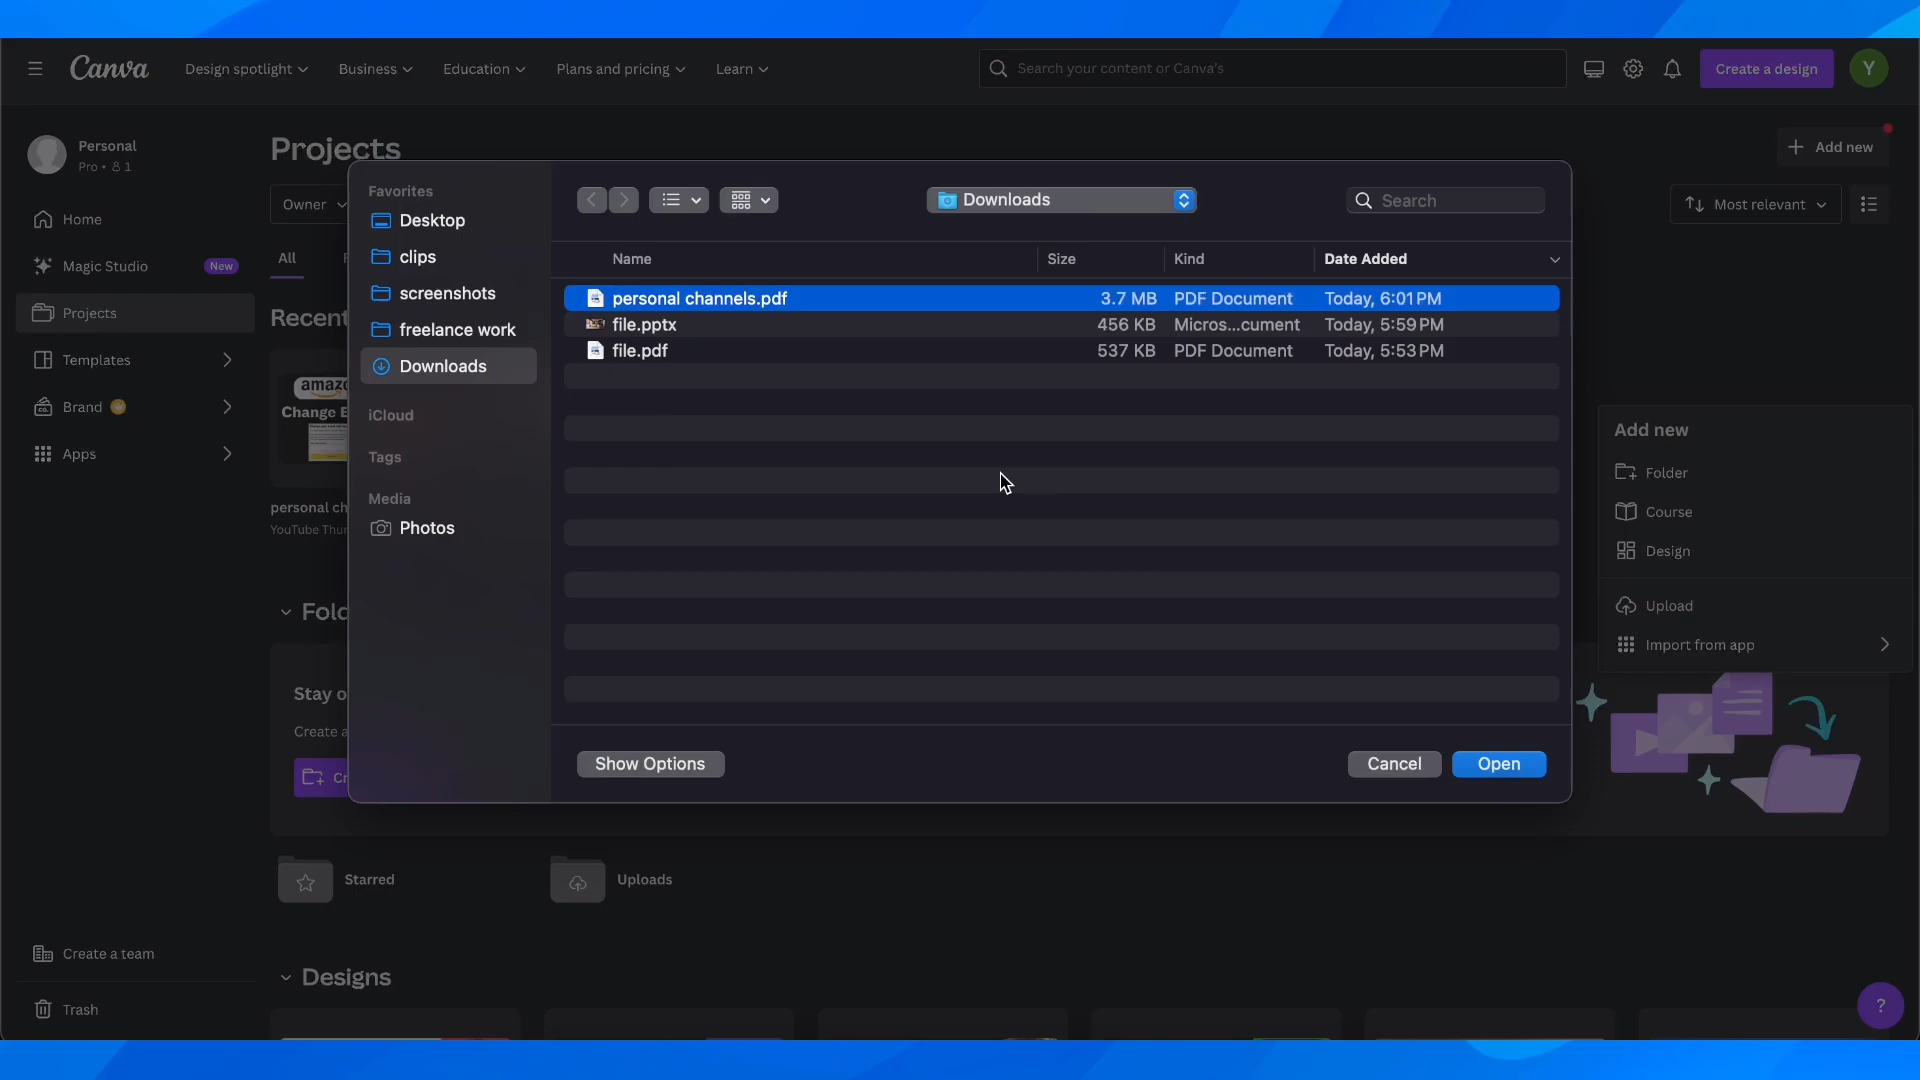 Canva
Design spotlight
Business
Education
Plans and pricing
Learn
Search your content or Canva's
Create a design
Y
Personal
Pro • 1
Home
Magic Studio
New
Projects
Templates
Brand
Apps
Create a team
Trash
Projects
Add new
Owner
Most relevant
All
Recent
amazo
Change E
personal ch
YouTube Thu
Fold
Stay o
Create a
Cr
Starred
Uploads
Designs
Favorites
Desktop
clips
screenshots
freelance work
Downloads
iCloud
Tags
Media
Photos
Downloads
Search
Name Size Kind Date Added
personal channels.pdf 3.7 MB PDF Document Today, 6:01 PM
file.pptx 456 KB Micros...cument Today, 5:59 PM
file.pdf 537 KB PDF Document Today, 5:53 PM
Show Options
Cancel
Open
Add new
Folder
Course
Design
Upload
Import from app
?